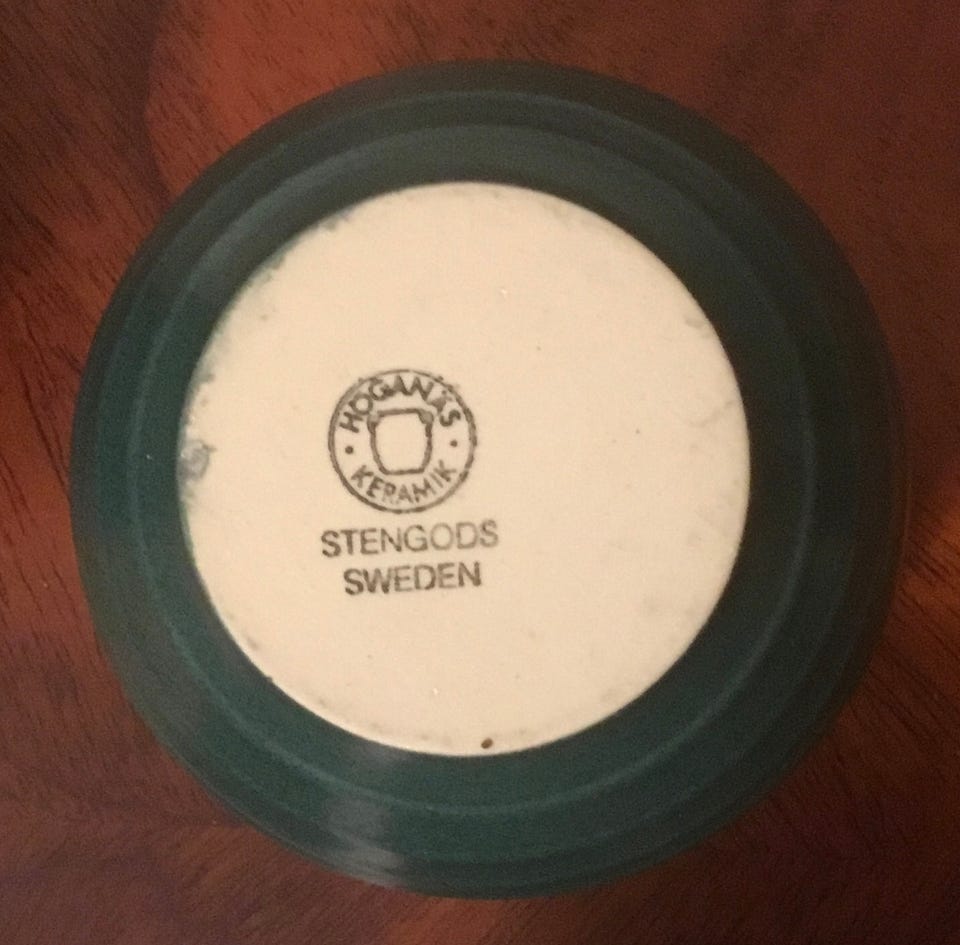 HÖGANÄS
KERAMIK
STENGODS
SWEDEN